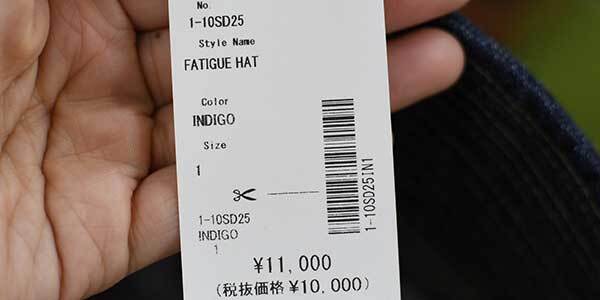 No.
1-10SD25
Style Name
FATIGUE HAT
Color
INDIGO
Size
1
1-10SD25
INDIGO
1
1-10SD25IN1
¥11,000
(税抜価格¥10,000)